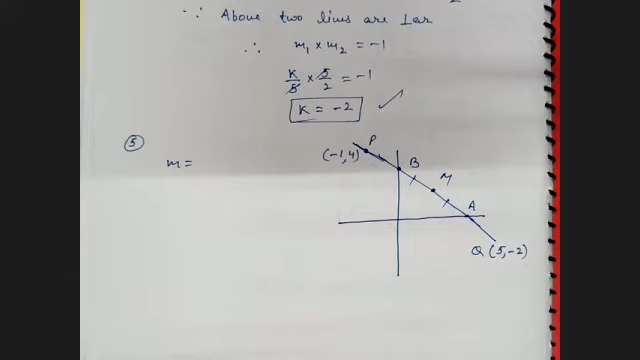 ∵ Above two lines are ⊥ar
∴ m₁ × m₂ = -1
K/5 × 5/2 = -1
K = -2 ✓
(5)
m =
P
(-1,4)
B
M
A
Q (5,-2)